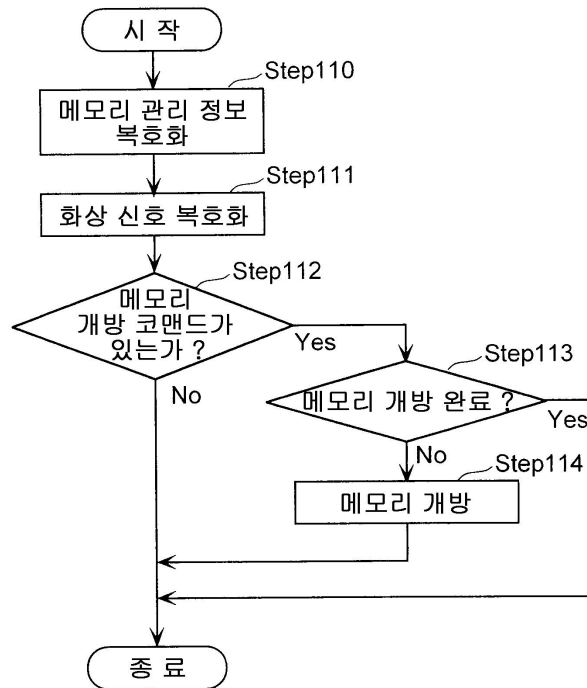 시 작
Step110
메모리 관리 정보
복호화
Step111
화상 신호 복호화
Step112
메모리
개방 코맨드가
있는가 ?
Yes
No
Step113
메모리 개방 완료 ?
Yes
No
Step114
메모리 개방
종 료